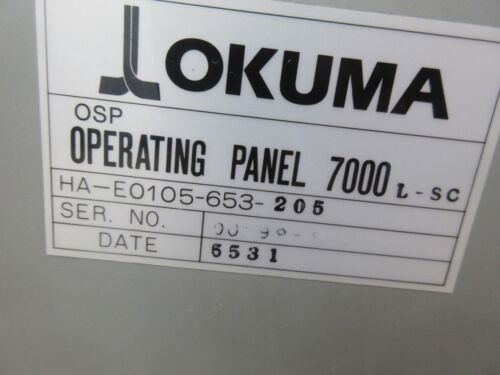 OKUMA
OSP
OPERATING PANEL 7000 L-SC
HA-E0105-653-205
SER. NO.
DATE 6531